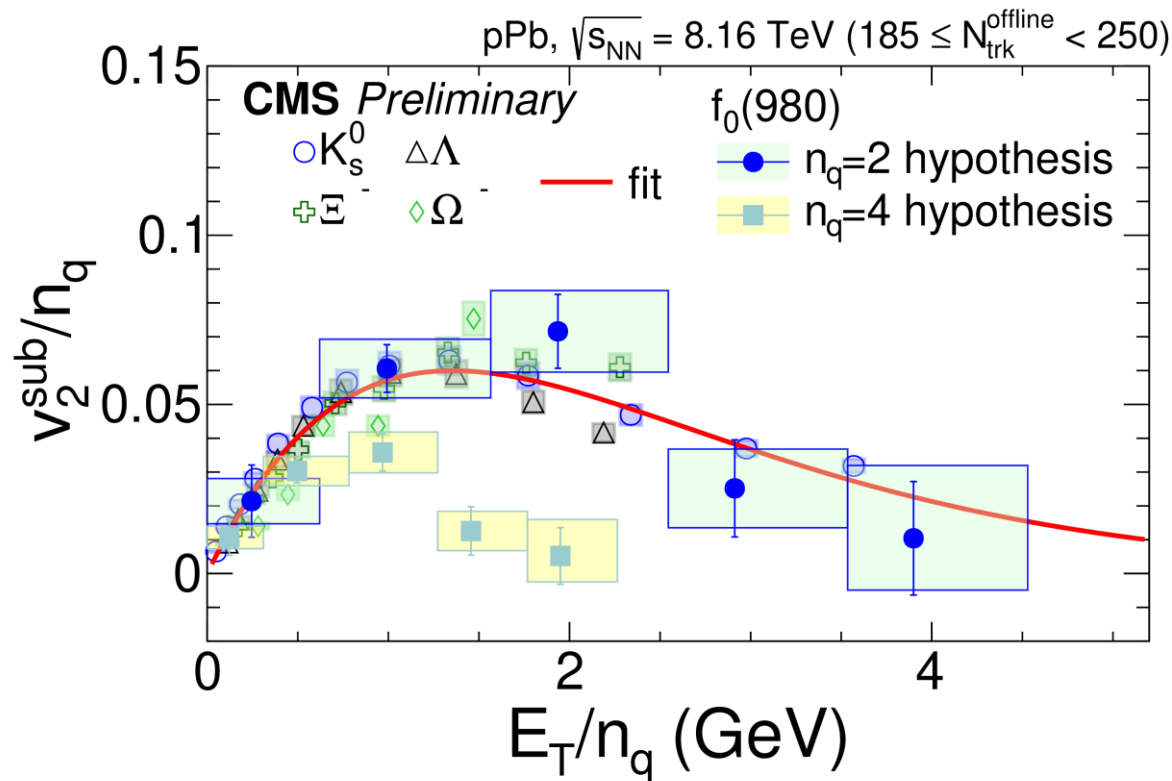 pPb, √s_NN = 8.16 TeV (185 ≤ N_trk^offline < 250)
CMS Preliminary
K_s^0 Λ
Ξ^- Ω^-
fit
f_0(980)
n_q=2 hypothesis
n_q=4 hypothesis
0.15
0.1
0.05
0
v_2^sub/n_q
0 2 4
E_T/n_q (GeV)